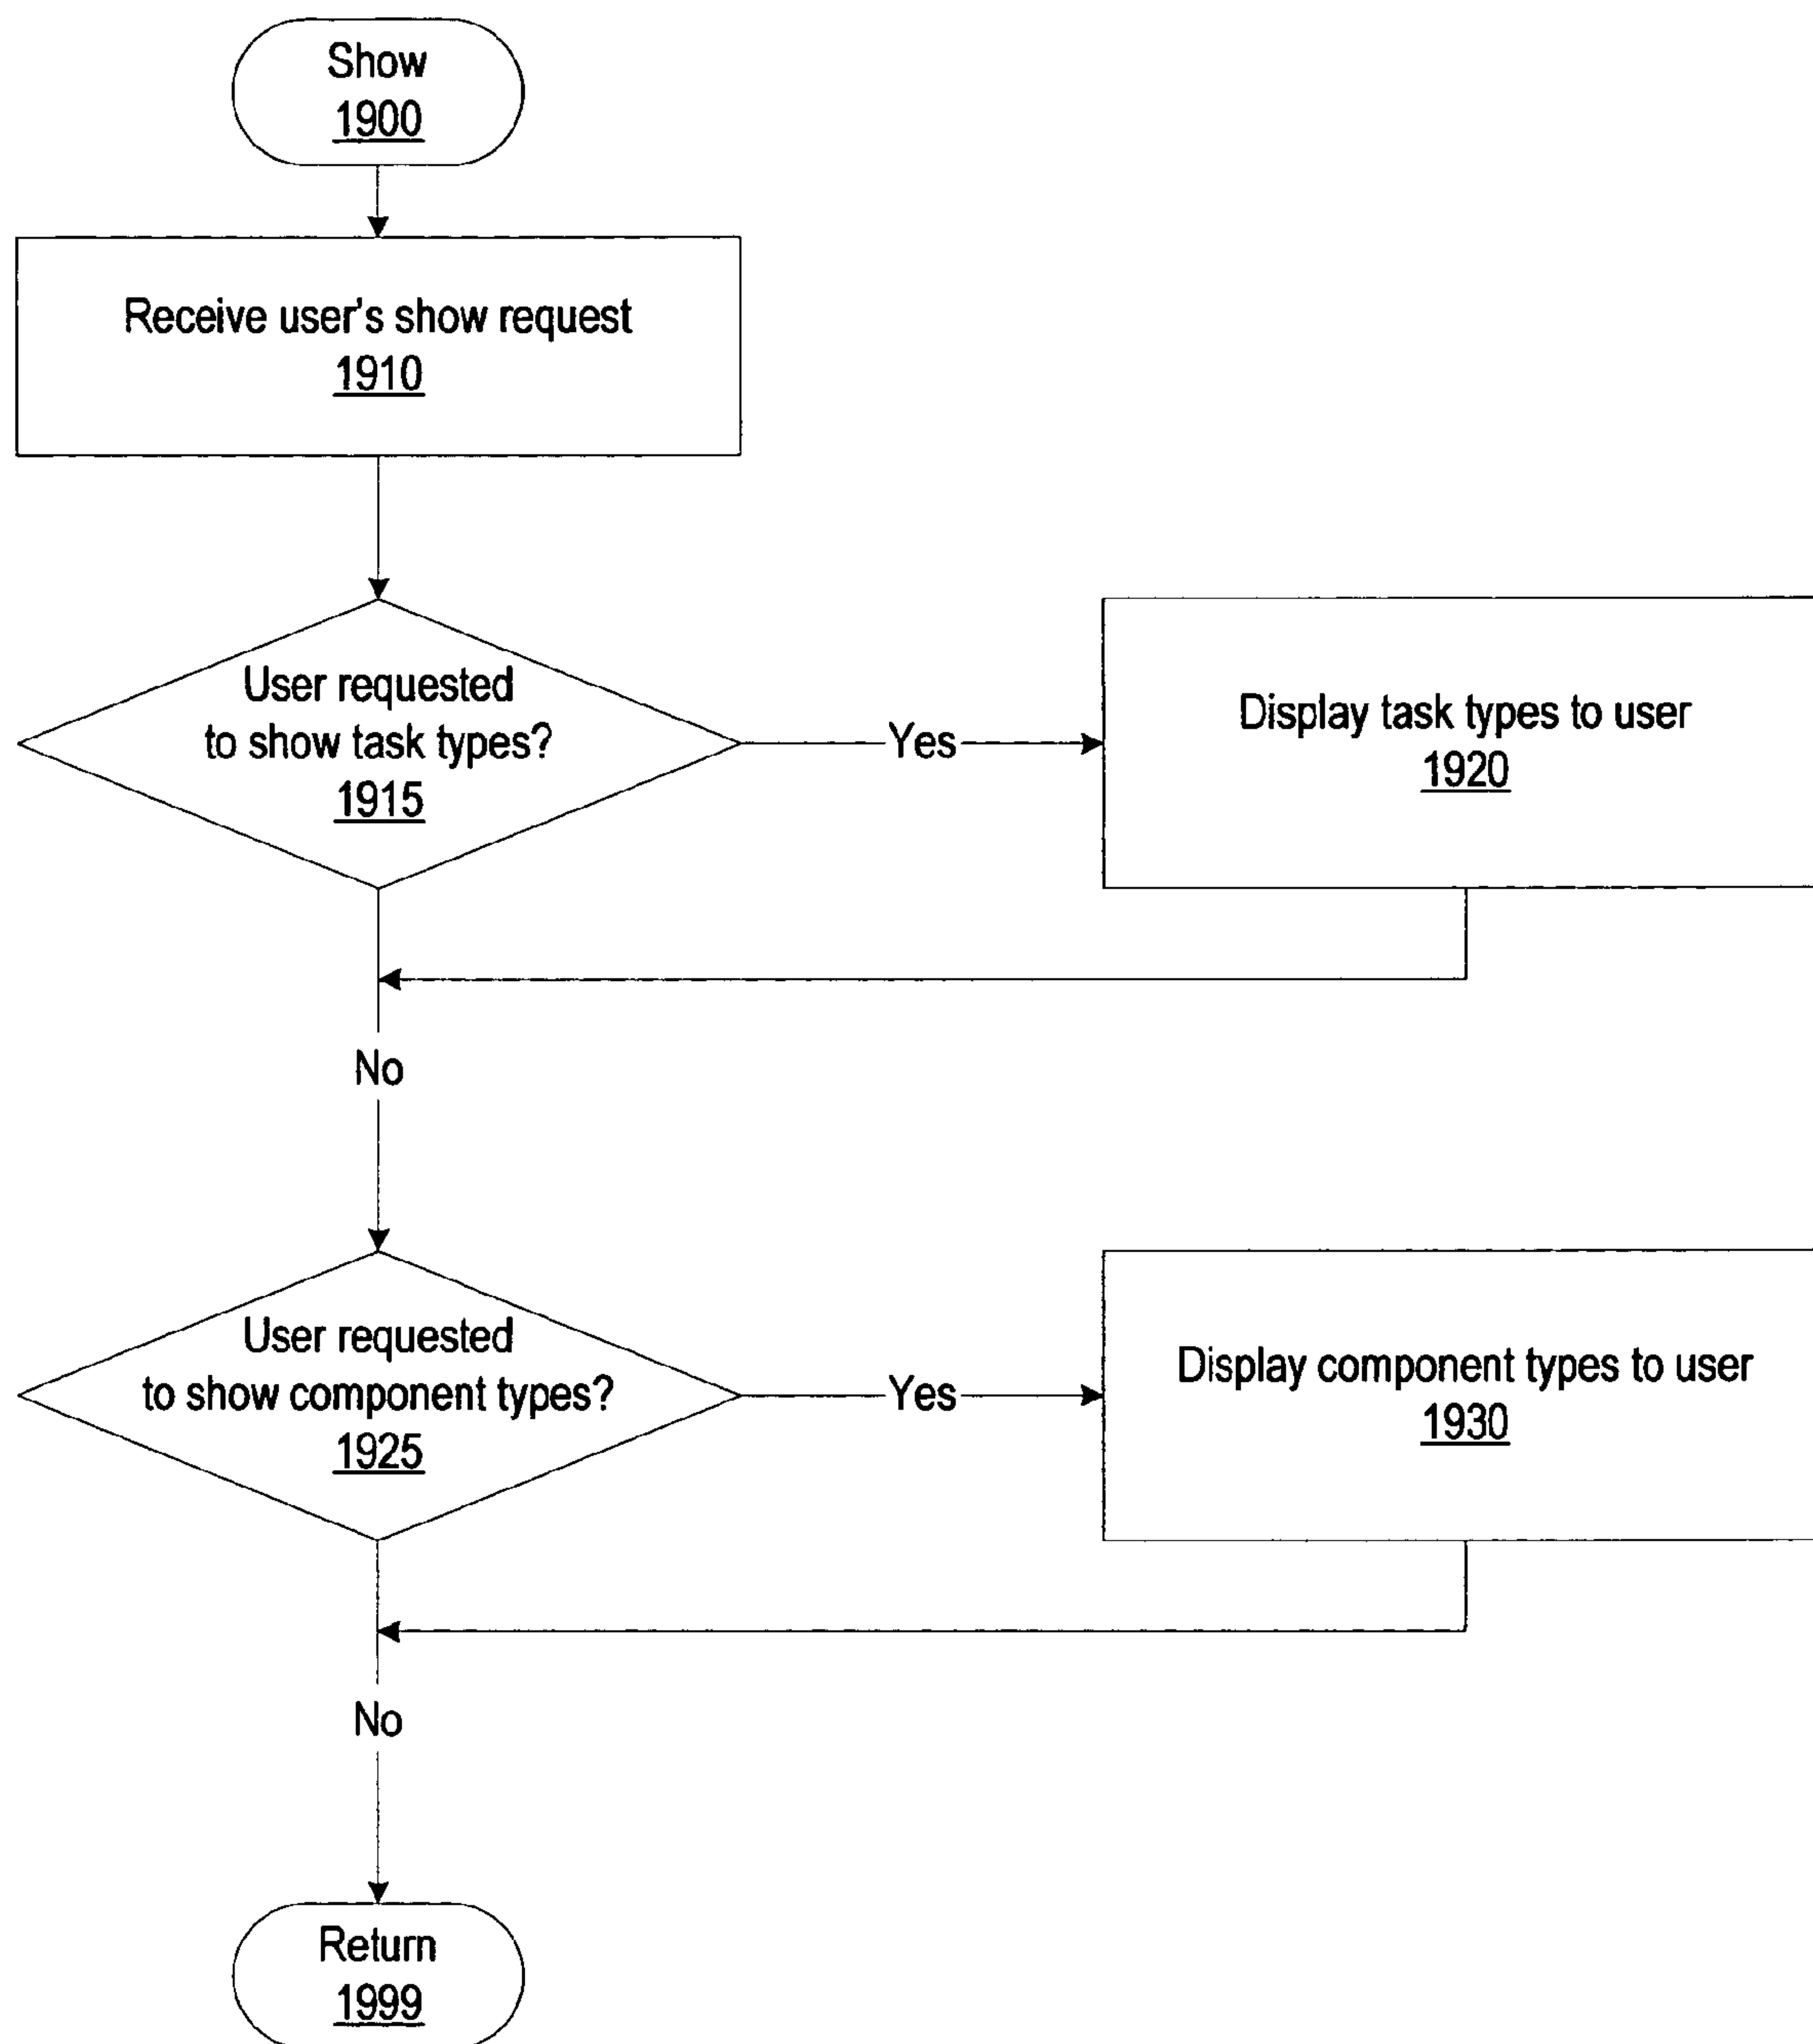 Show
1900
Receive user's show request
1910
User requested
to show task types?
1915
Yes
Display task types to user
1920
No
User requested
to show component types?
1925
Yes
Display component types to user
1930
No
Return
1999